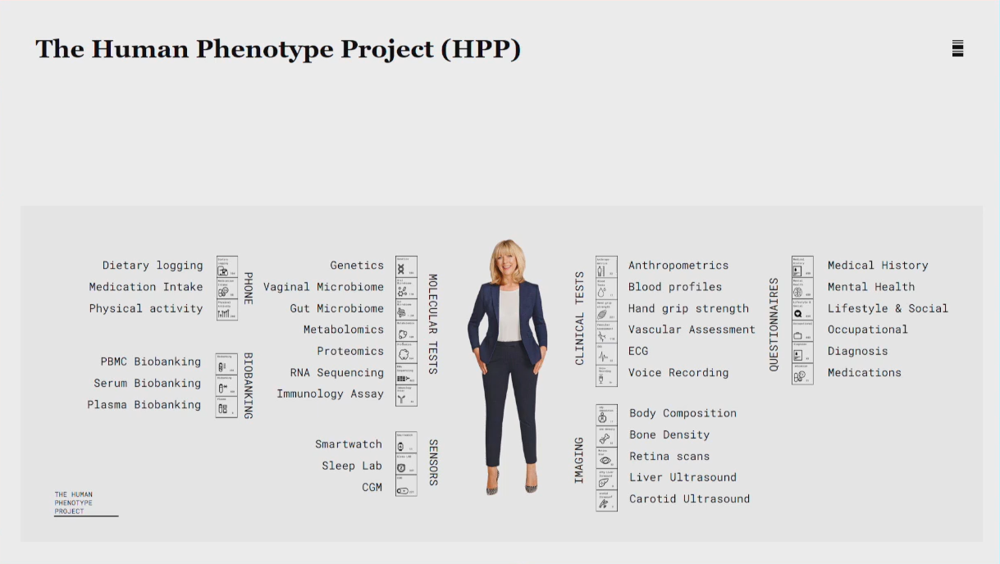 The Human Phenotype Project (HPP)
Dietary logging
Medication Intake
Physical activity
PHONE
PBMC Biobanking
Serum Biobanking
Plasma Biobanking
BIOBANKING
Genetics
Vaginal Microbiome
Gut Microbiome
Metabolomics
Proteomics
RNA Sequencing
Immunology Assay
MOLECULAR TESTS
Smartwatch
Sleep Lab
CGM
SENSORS
CLINICAL TESTS
Anthropometrics
Blood profiles
Hand grip strength
Vascular Assessment
ECG
Voice Recording
IMAGING
Body Composition
Bone Density
Retina scans
Liver Ultrasound
Carotid Ultrasound
QUESTIONNAIRES
Medical History
Mental Health
Lifestyle & Social
Occupational
Diagnosis
Medications
THE HUMAN
PHENOTYPE
PROJECT